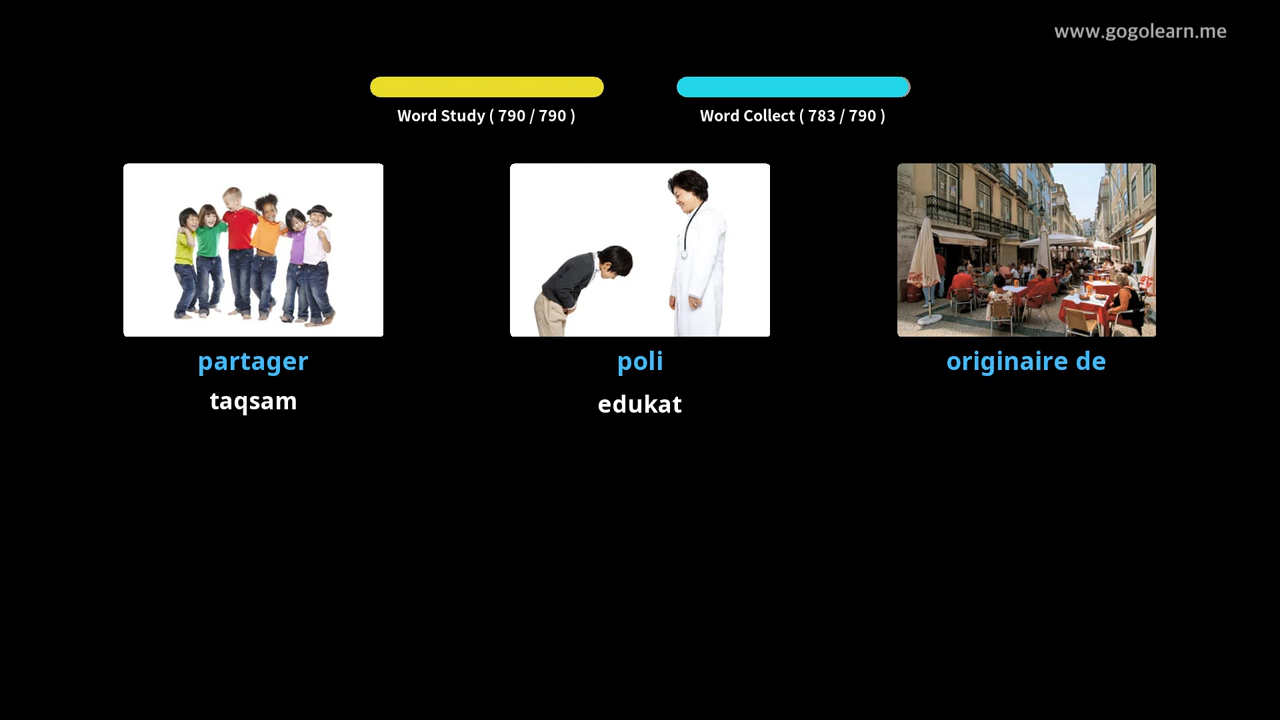 www.gogolearn.me
Word Study ( 790 / 790 )
Word Collect ( 783 / 790 )
partager
poli
originaire de
taqsam
edukat